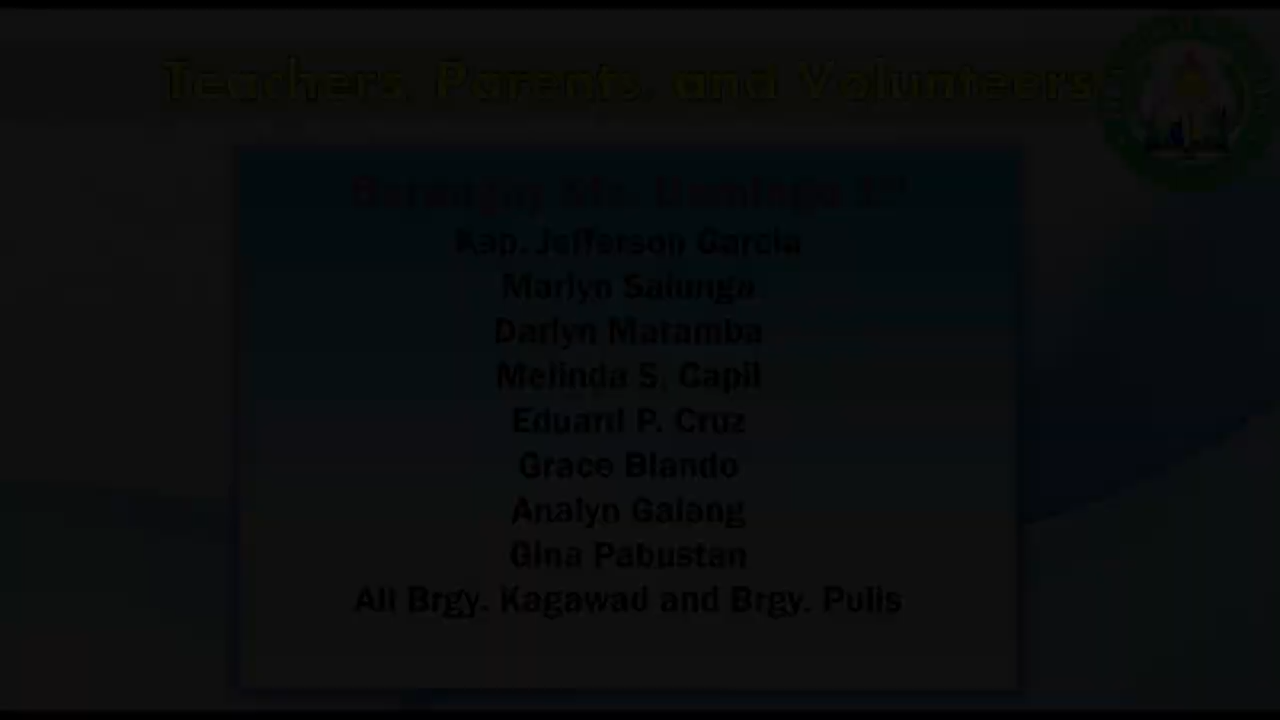 Teachers, Parents, and Volunteers
Barangay Sto. Domingo 1st
Kap. Jefferson Garcia
Marlyn Salunga
Darlyn Maramba
Melinda S. Capil
Eduard P. Cruz
Grace Blando
Analyn Galang
Gina Pabustan
All Brgy. Kagawad and Brgy. Pulis